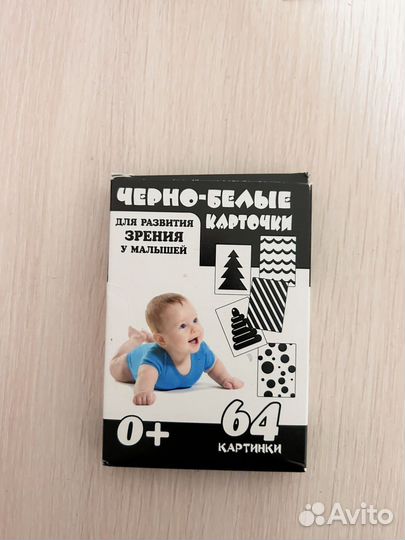 ЧЕРНО-БЕЛЫЕ
КАРТОЧКИ
ДЛЯ РАЗВИТИЯ
ЗРЕНИЯ
У МАЛЫШЕЙ
0+
64
КАРТИНКИ
Avito